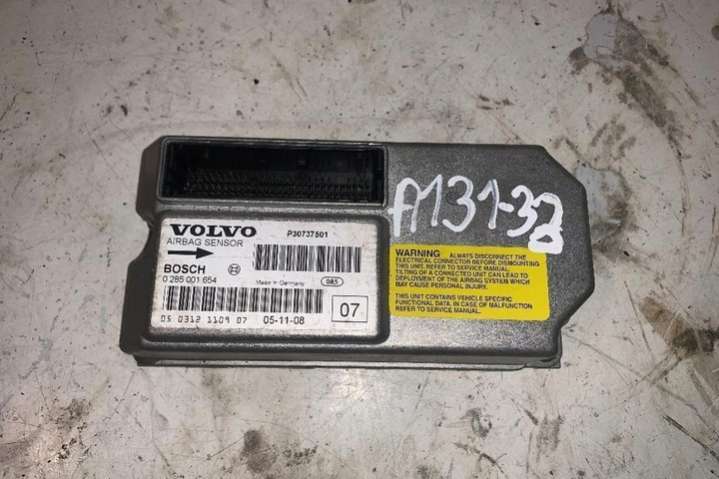 VOLVO
P30737501
AIRBAG SENSOR
BOSCH
0 285 001 654
Made in Germany
05 0312 1109 07
05-11-08
07
A131-32
WARNING ALWAYS DISCONNECT THE
ELECTRICAL CONNECTOR BEFORE DISMOUNTING
THIS UNIT. REFER TO SERVICE MANUAL.
TILTING OF A CONNECTED UNIT CAN LEAD TO
DEPLOYMENT OF THE AIRBAG SYSTEM WHICH
MAY CAUSE PERSONAL INJURY.
THIS UNIT CONTAINS VEHICLE SPECIFIC
FUNCTIONAL DATA. IN CASE OF MALFUNCTION
REFER TO SERVICE MANUAL.